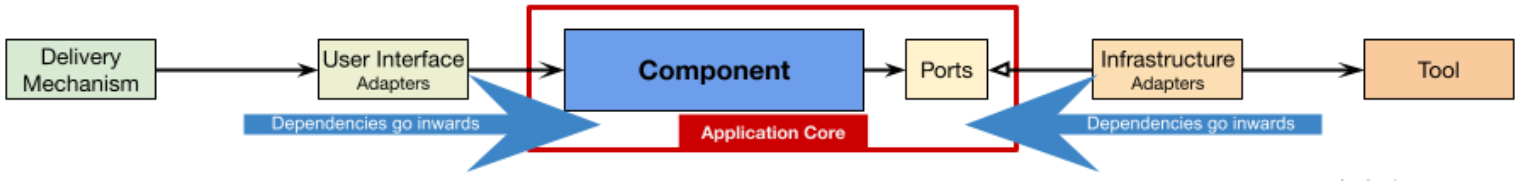 Delivery
Mechanism
User Interface
Adapters
Component
Ports
Infrastructure
Adapters
Tool
Dependencies go inwards
Application Core
Dependencies go inwards